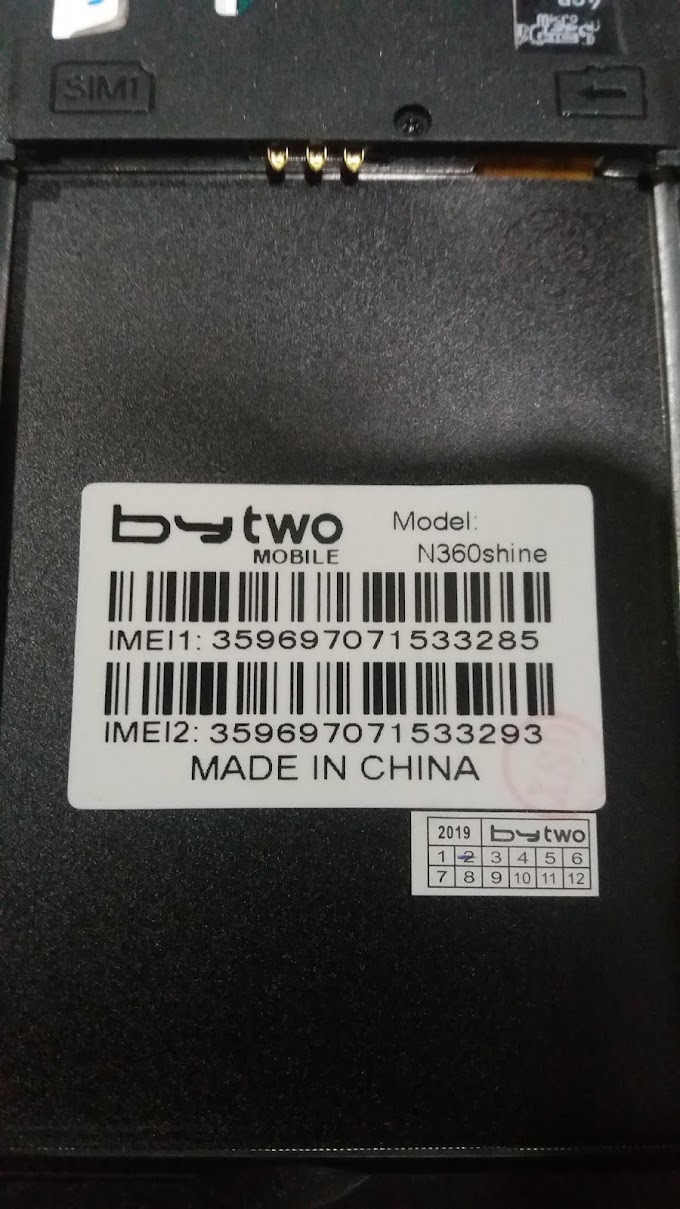 micro
SIM1
bytwo
MOBILE
Model:
N360shine
IMEI1: 359697071533285
IMEI2: 359697071533293
MADE IN CHINA
2019 bytwo
1 2 3 4 5 6
7 8 9 10 11 12